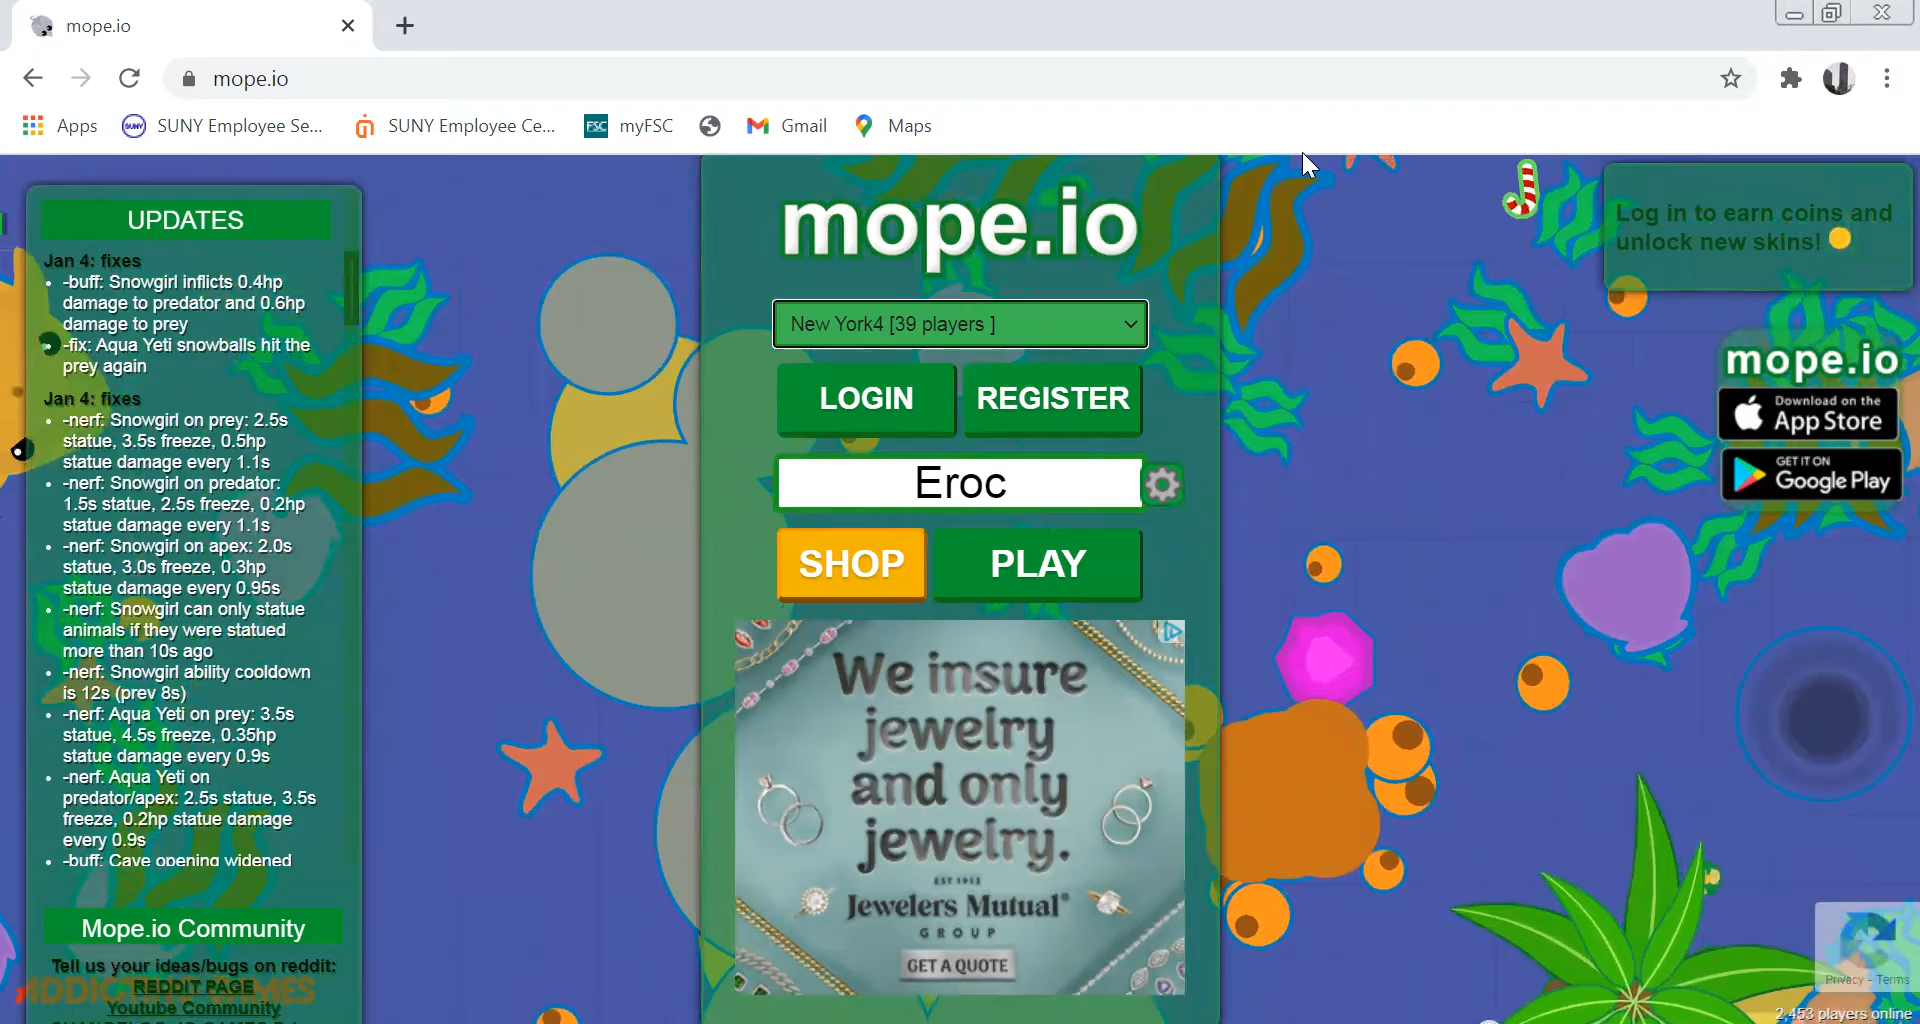 mope.io
mope.io
Apps
SUNY Employee Se...
SUNY Employee Ce...
FSC
myFSC
Gmail
Maps
UPDATES
Jan 4: fixes
-buff: Snowgirl inflicts 0.4hp
damage to predator and 0.6hp
damage to prey
-fix: Aqua Yeti snowballs hit the
prey again
Jan 4: fixes
-nerf: Snowgirl on prey: 2.5s
statue, 3.5s freeze, 0.5hp
statue damage every 1.1s
-nerf: Snowgirl on predator:
1.5s statue, 2.5s freeze, 0.2hp
statue damage every 1.1s
-nerf: Snowgirl on apex: 2.0s
statue, 3.0s freeze, 0.3hp
statue damage every 0.95s
-nerf: Snowgirl can only statue
animals if they were statued
more than 10s ago
-nerf: Snowgirl ability cooldown
is 12s (prev 8s)
-nerf: Aqua Yeti on prey: 3.5s
statue, 4.5s freeze, 0.35hp
statue damage every 0.9s
-nerf: Aqua Yeti on
predator/apex: 2.5s statue, 3.5s
freeze, 0.2hp statue damage
every 0.9s
-buff: Cave opening widened
Mope.io Community
Tell us your ideas/bugs on reddit:
REDDIT PAGE
ADDICTING GAMES
Youtube Community
mope.io
New York4 [39 players ]
LOGIN
REGISTER
Eroc
SHOP
PLAY
We insure
jewelry
and only
jewelry.
EST 1913
Jewelers Mutual®
GROUP
GET A QUOTE
Log in to earn coins and
unlock new skins!
mope.io
Download on the
App Store
GET IT ON
Google Play
Privacy - Terms
2,453 players online